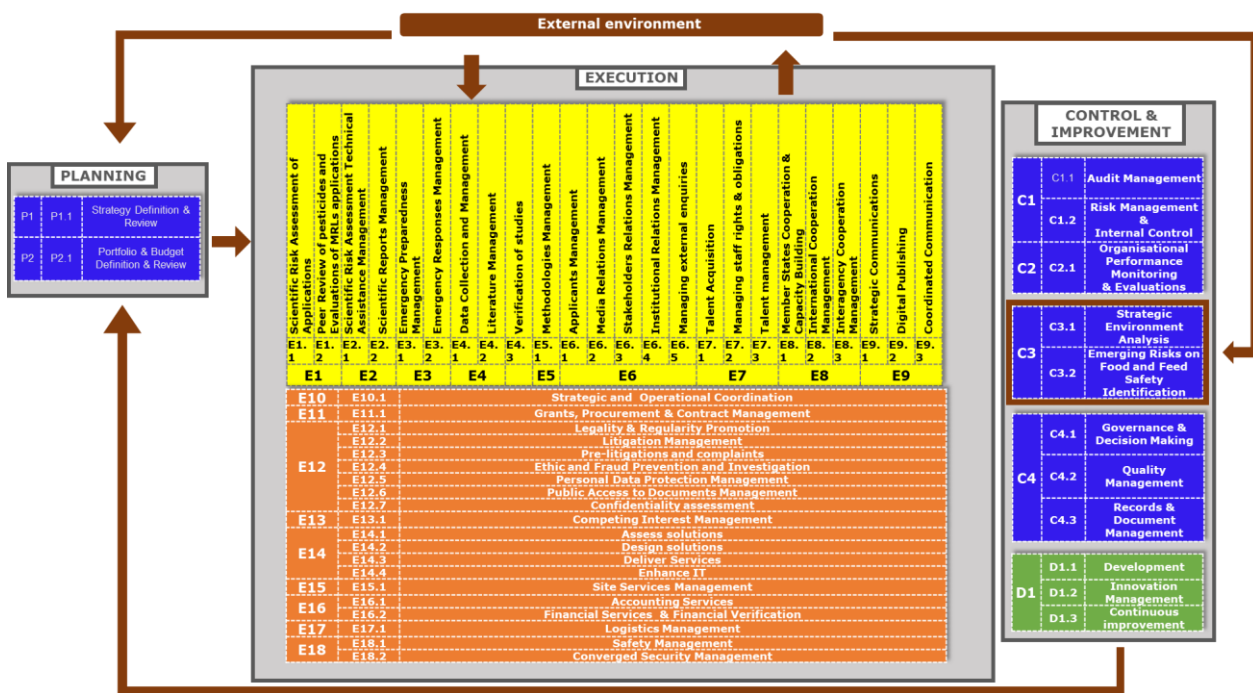 External environment
PLANNING
P1 P1.1 Strategy Definition &
Review
P2 P2.1 Portfolio & Budget
Definition & Review
EXECUTION
Scientific Risk Assessment of
Applications
Peer Review of pesticides and
Evaluations of MRLs applications
Scientific Risk Assessment Technical
Assistance Management
Scientific Reports Management
Emergency Preparedness
Management
Emergency Responses Management
Data Collection and Management
Literature Management
Verification of studies
Methodologies Management
Applicants Management
Media Relations Management
Stakeholders Relations Management
Institutional Relations Management
Managing external enquiries
Talent Acquisition
Managing staff rights & obligations
Talent management
Member States Cooperation &
Capacity Building
International Cooperation
Management
Interagency Cooperation
Management
Strategic Communications
Digital Publishing
Coordinated Communication
E1. E1. E2. E2. E3. E3. E4. E4. E4. E5. E6. E6. E6. E6. E6. E7. E7. E7. E8. E8. E8. E9. E9. E9.
1 2 1 2 1 2 1 2 3 1 1 2 3 4 5 1 2 3 1 2 3 1 2 3
E1 E2 E3 E4 E5 E6 E7 E8 E9
E10 E10.1 Strategic and Operational Coordination
E11 E11.1 Grants, Procurement & Contract Management
E12 E12.1 Legality & Regularity Promotion
E12.2 Litigation Management
E12.3 Pre-litigations and complaints
E12.4 Ethic and Fraud Prevention and Investigation
E12.5 Personal Data Protection Management
E12.6 Public Access to Documents Management
E12.7 Confidentiality assessment
E13 E13.1 Competing Interest Management
E14 E14.1 Assess solutions
E14.2 Design solutions
E14.3 Deliver Services
E14.4 Enhance IT
E15 E15.1 Site Services Management
E16 E16.1 Accounting Services
E16.2 Financial Services & Financial Verification
E17 E17.1 Logistics Management
E18 E18.1 Safety Management
E18.2 Converged Security Management
CONTROL &
IMPROVEMENT
C1 C1.1 Audit Management
C1.2 Risk Management
&
Internal Control
C2 C2.1 Organisational
Performance
Monitoring
& Evaluations
C3 C3.1 Strategic
Environment
Analysis
C3.2 Emerging Risks on
Food and Feed
Safety
Identification
C4 C4.1 Governance &
Decision Making
C4.2 Quality
Management
C4.3 Records &
Document
Management
D1 D1.1 Development
D1.2 Innovation
Management
D1.3 Continuous
improvement